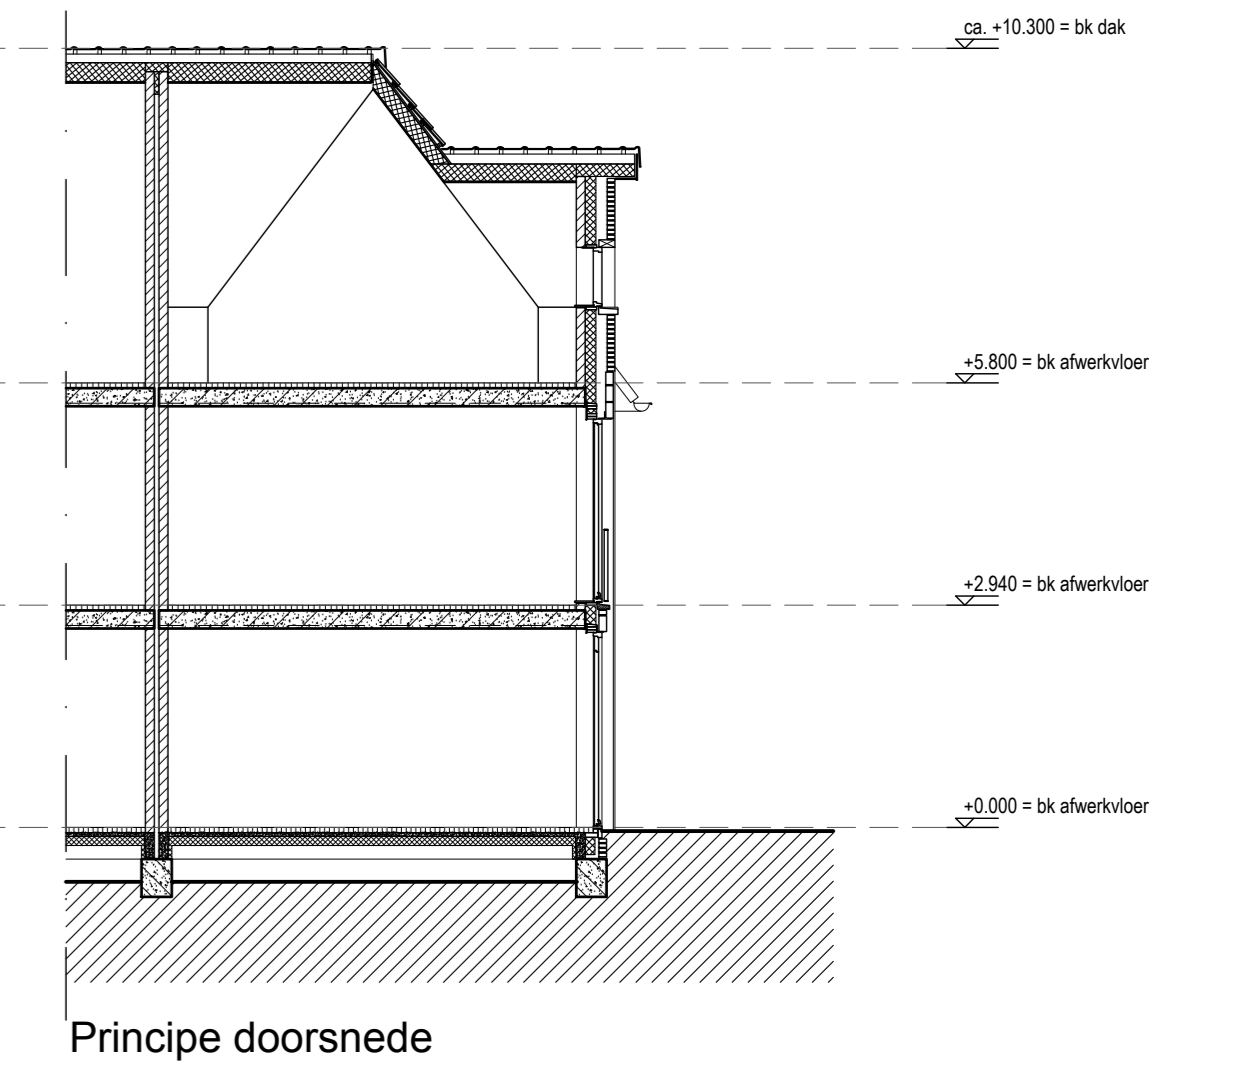 ca. +10.300 = bk dak
+5.800 = bk afwerkvloer
+2.940 = bk afwerkvloer
+0.000 = bk afwerkvloer
Principe doorsnede